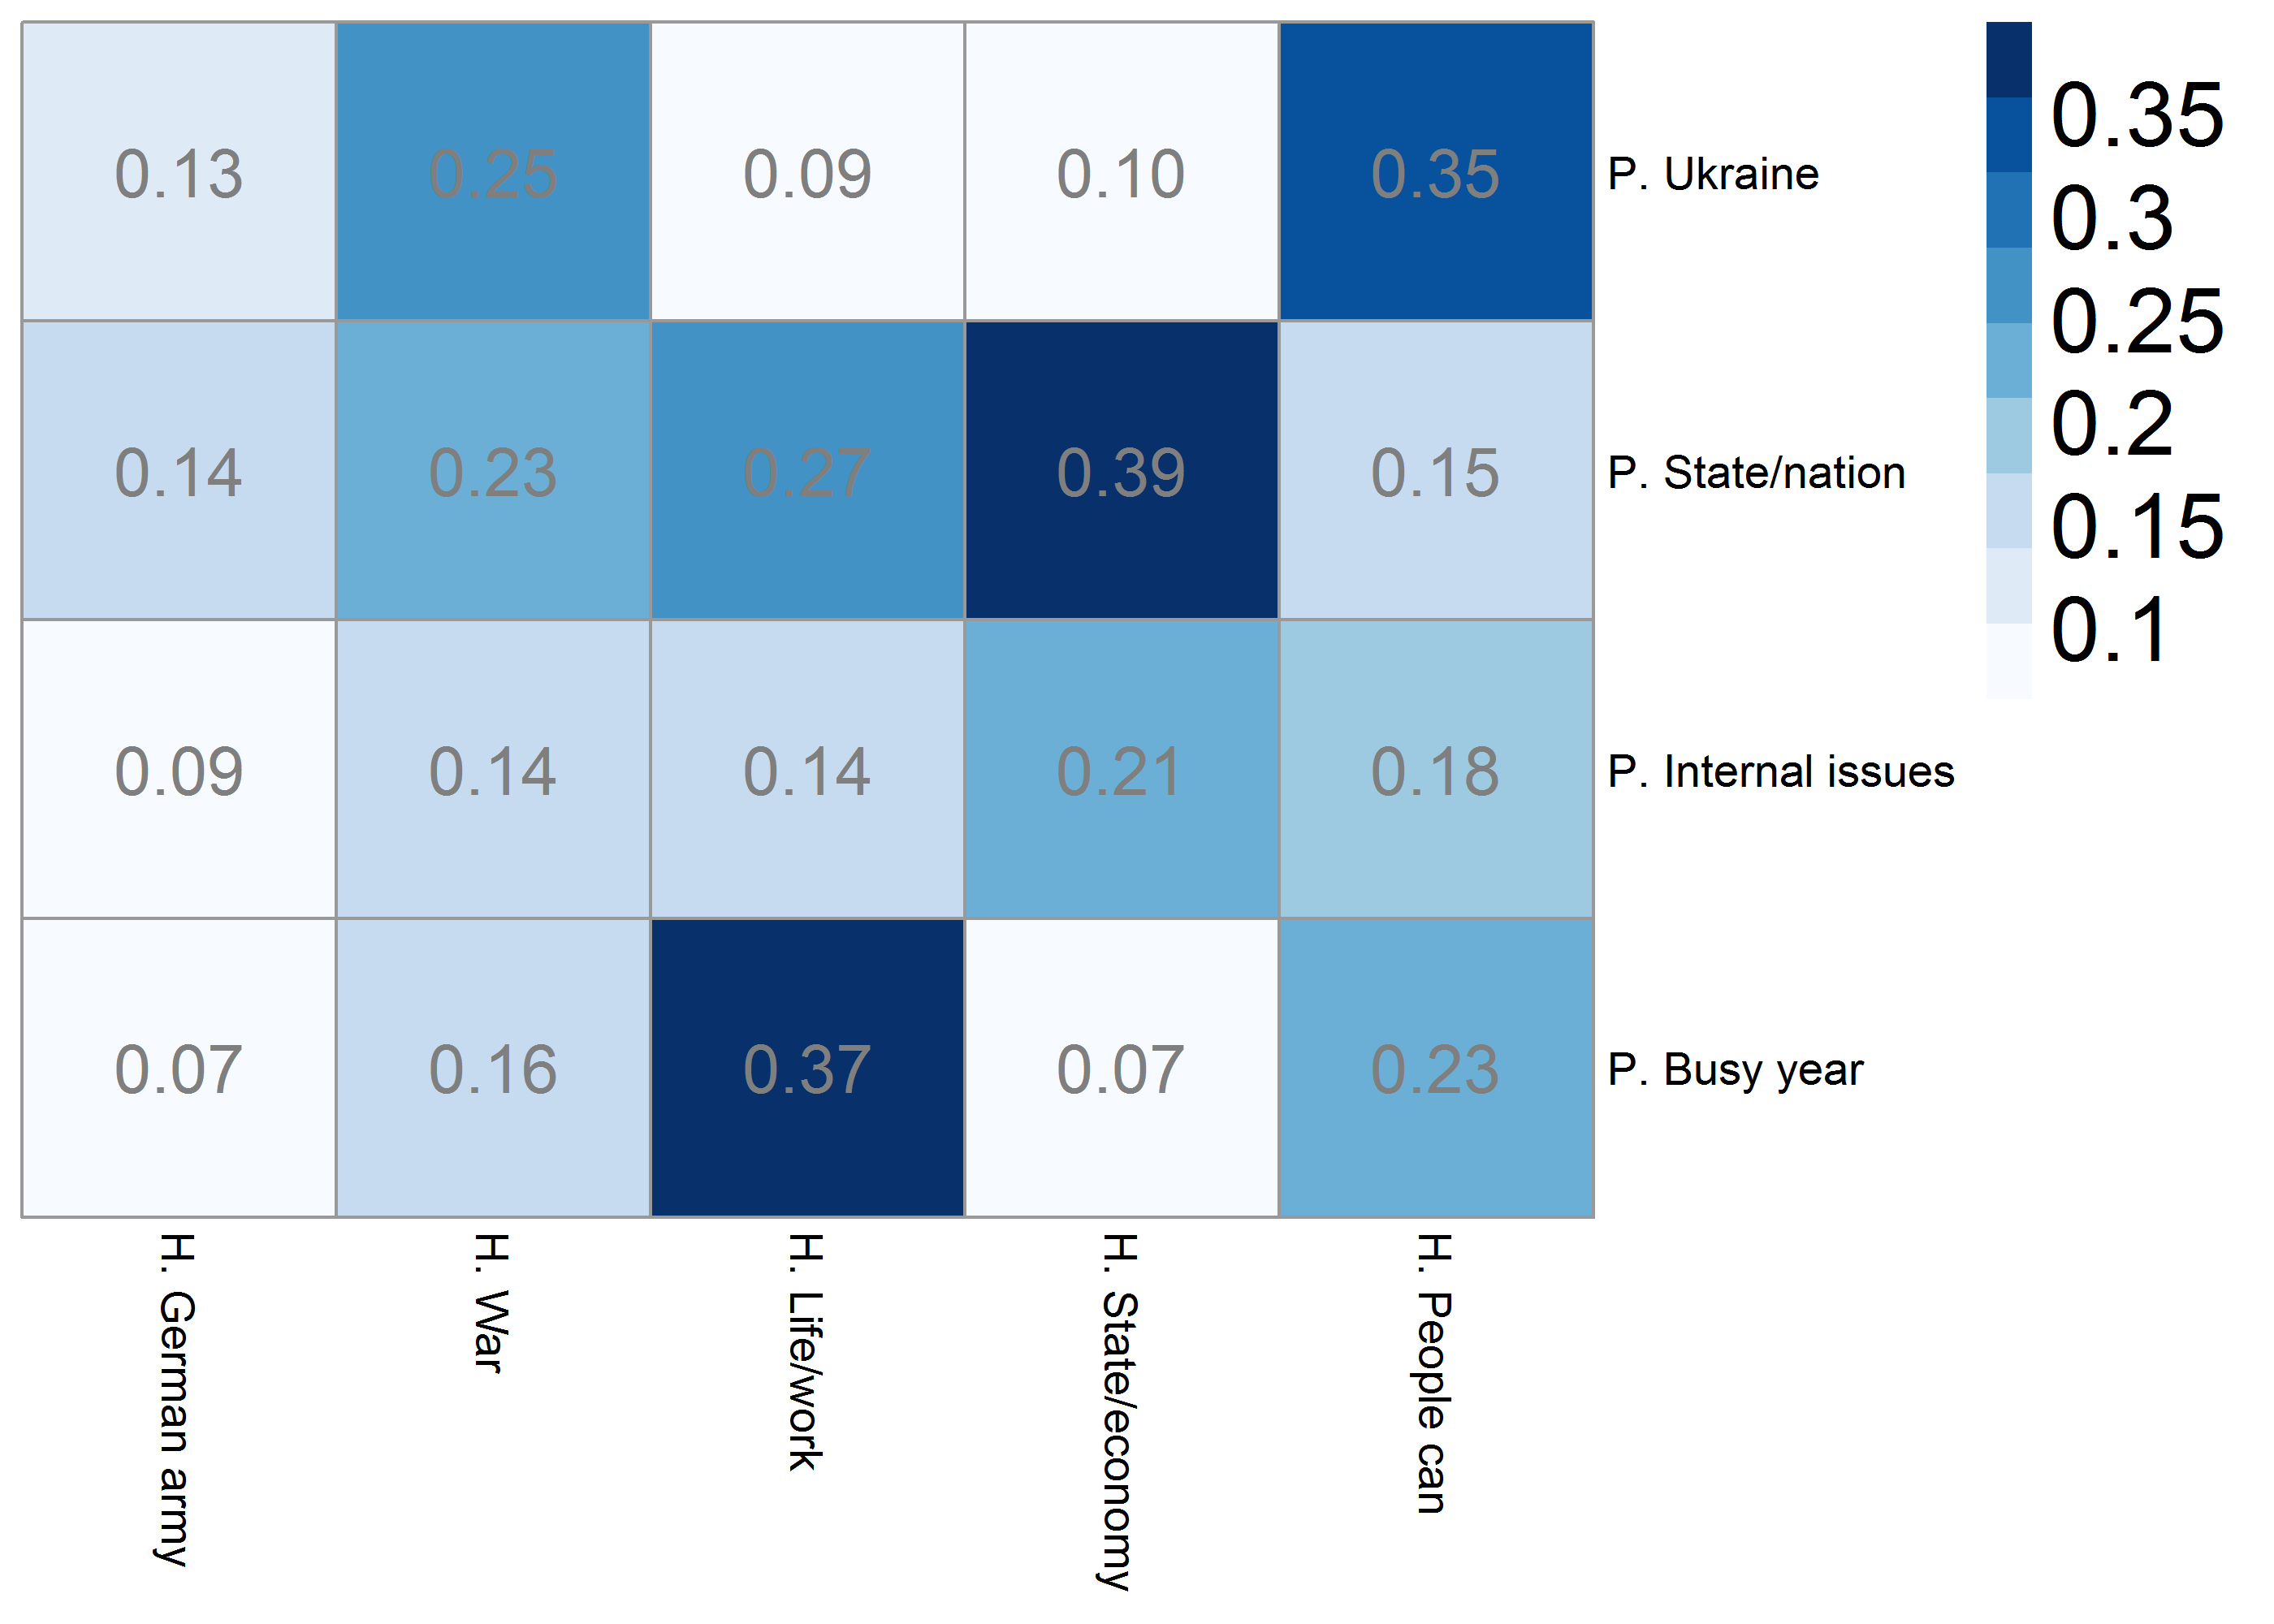 0.13 0.25 0.09 0.10 0.35 P. Ukraine
0.14 0.23 0.27 0.39 0.15 P. State/nation
0.09 0.14 0.14 0.21 0.18 P. Internal issues
0.07 0.16 0.37 0.07 0.23 P. Busy year
H. German army
H. War
H. Life/work
H. State/economy
H. People can
0.35
0.3
0.25
0.2
0.15
0.1